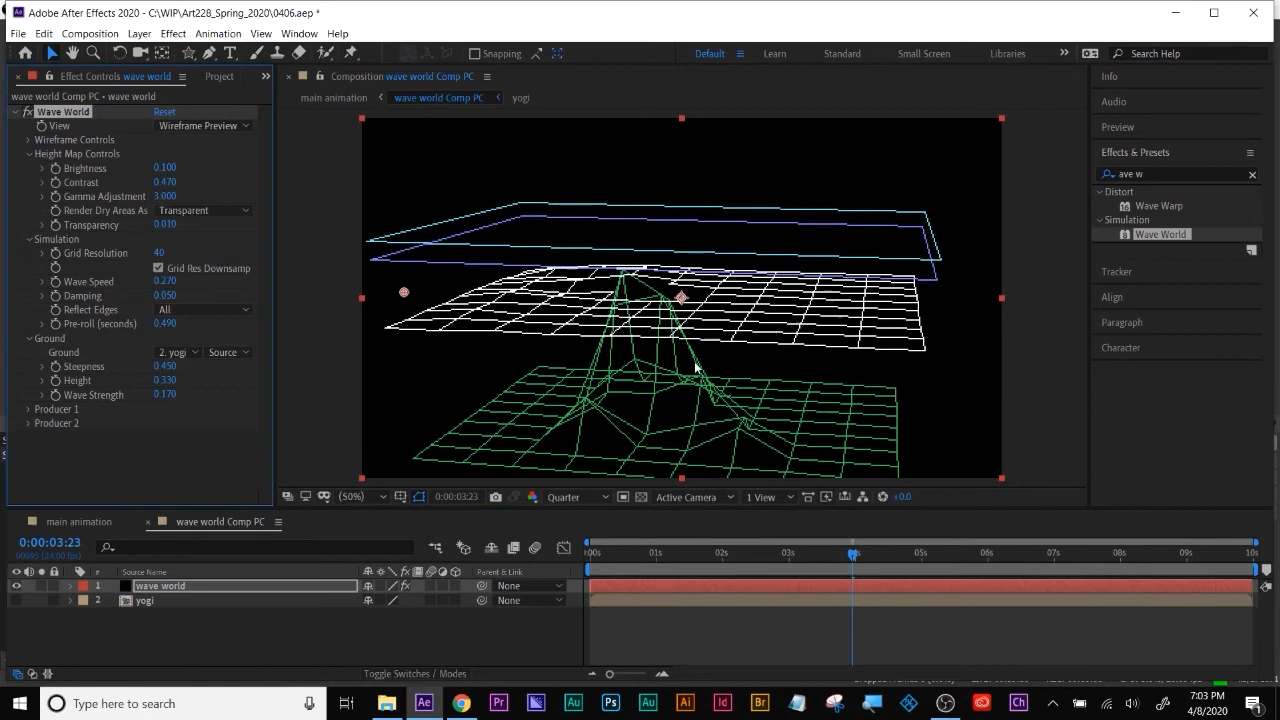 Adobe After Effects 2020 - C:\WIP\Art228_Spring_2020\0406.aep *
File Edit Composition Layer Effect Animation View Window Help
Snapping Default Learn Standard Small Screen Libraries Search Help
Effect Controls wave world Project
wave world Comp PC • wave world
fx Wave World Reset
View Wireframe Preview
Wireframe Controls
Height Map Controls
Brightness 0.100
Contrast 0.470
Gamma Adjustment 3.000
Render Dry Areas As Transparent
Transparency 0.010
Simulation
Grid Resolution 40
Grid Res Downsamp
Wave Speed 0.270
Damping 0.050
Reflect Edges All
Pre-roll (seconds) 0.490
Ground
Ground 2. yogi Source
Steepness 0.450
Height 0.330
Wave Strength 0.170
Producer 1
Producer 2
Composition wave world Comp PC
main animation wave world Comp PC yogi
(50%) 0:00:03:23 Quarter Active Camera 1 View +0.0
Info
Audio
Preview
Effects & Presets
ave w
Distort
Wave Warp
Simulation
Wave World
Tracker
Align
Paragraph
Character
main animation wave world Comp PC
0:00:03:23
00095 (24.00 fps)
:00s 01s 02s 03s 05s 06s 07s 08s 09s 10s
# Source Name Parent & Link
1 wave world None
2 yogi None
Toggle Switches / Modes
Type here to search
7:03 PM
4/8/2020